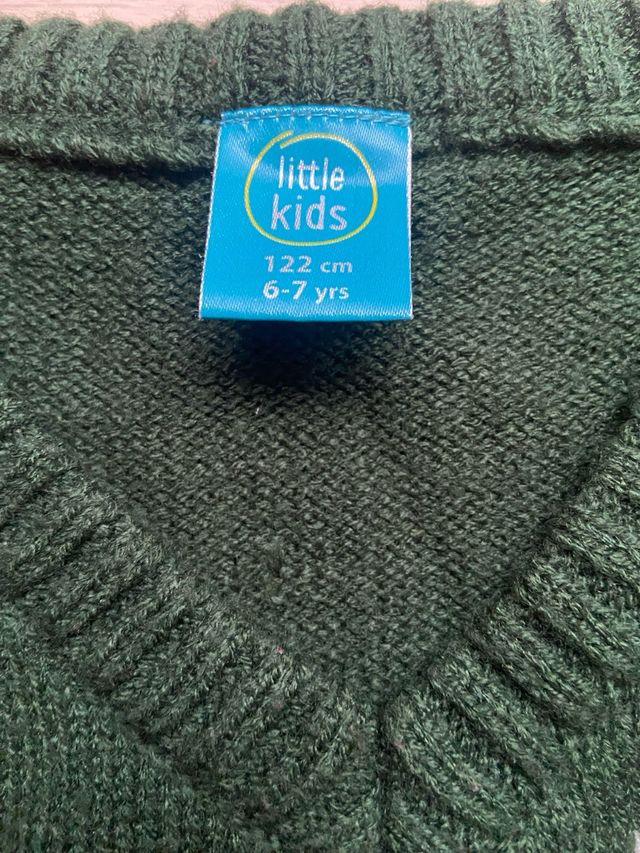 little
kids
122 cm
6-7 yrs